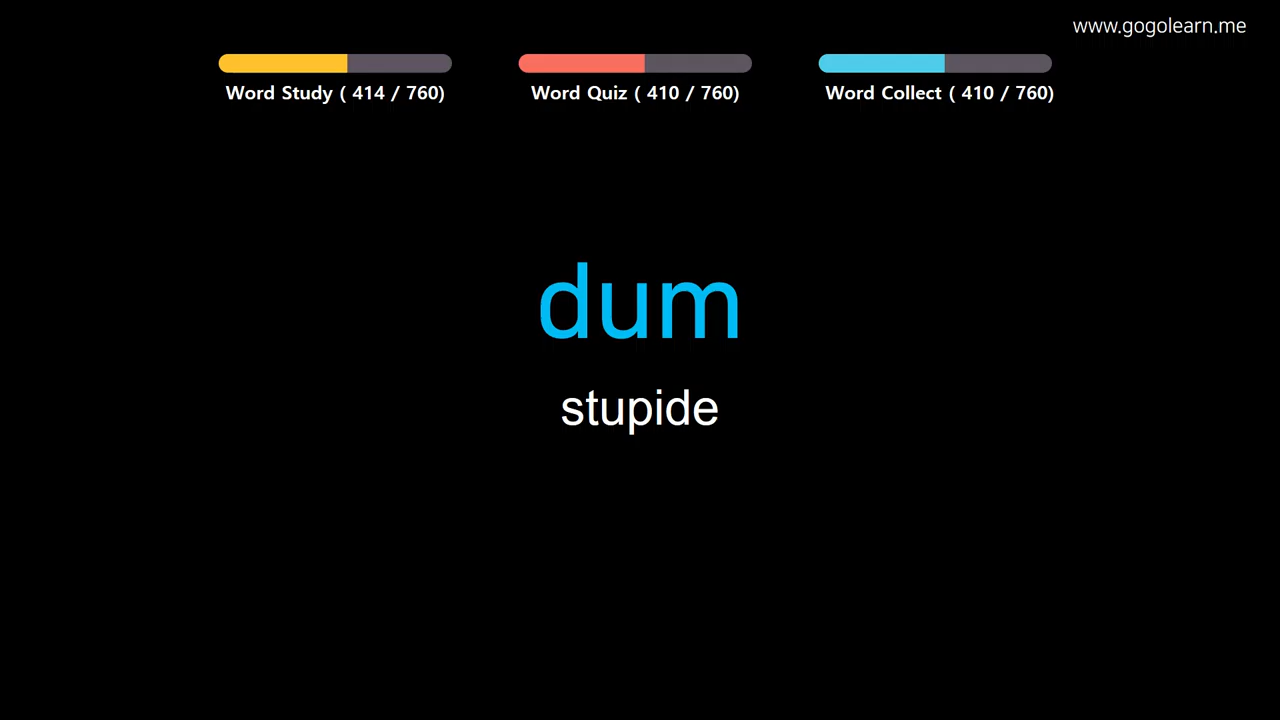 www.gogolearn.me
Word Study ( 414 / 760)
Word Quiz ( 410 / 760)
Word Collect ( 410 / 760)
dum
stupide